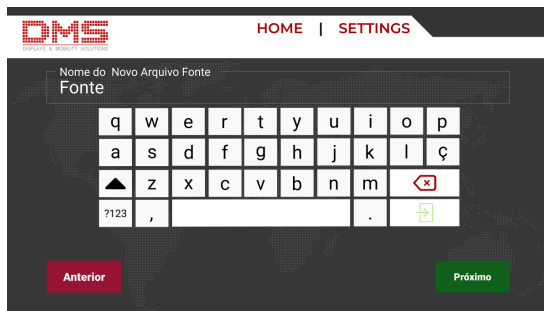 DMS
DISPLAYS & MOBILITY SOLUTIONS
HOME | SETTINGS
Nome do Novo Arquivo Fonte
Fonte
q w e r t y u i o p
a s d f g h j k l ç
z x c v b n m
?123 , .
Anterior
Próximo